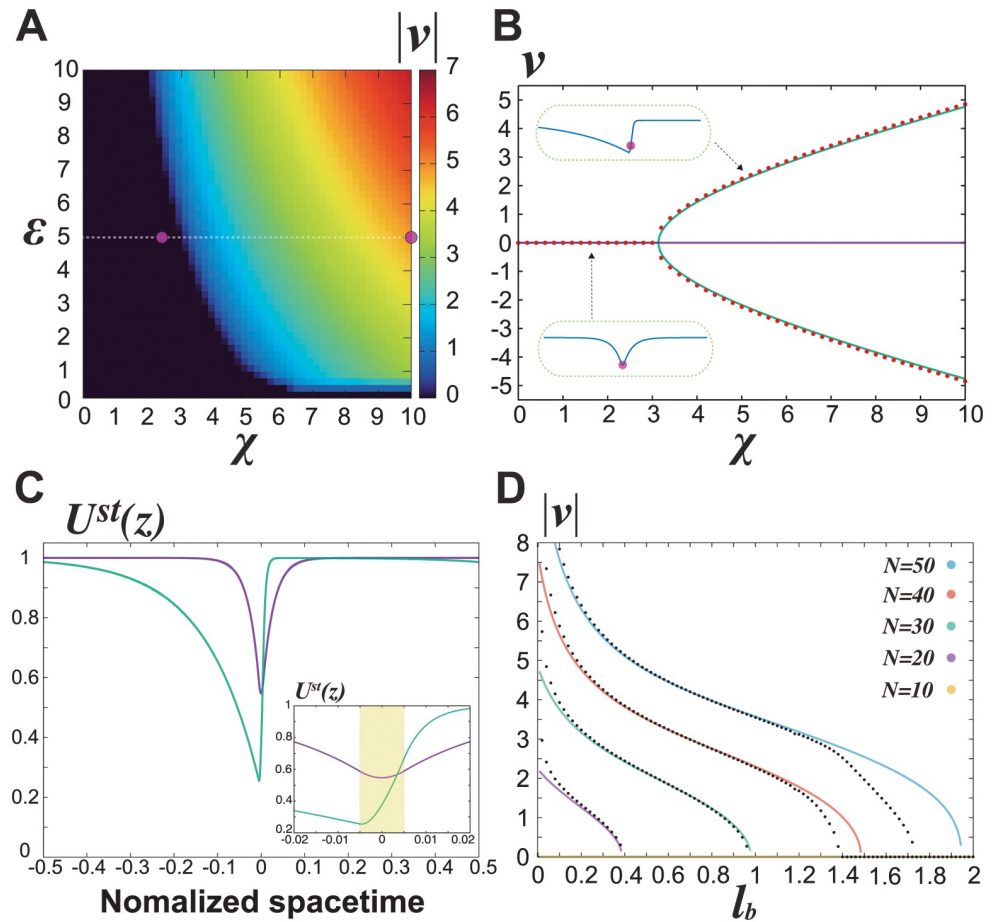 A
|ν|
10
9
8
7
6
5
4
3
2
1
0
ε
0 1 2 3 4 5 6 7 8 9 10
χ
7
6
5
4
3
2
1
0
B
ν
5
4
3
2
1
0
-1
-2
-3
-4
-5
0 1 2 3 4 5 6 7 8 9 10
χ
C
U^st(z)
1
0.8
0.6
0.4
0.2
0
-0.5 -0.4 -0.3 -0.2 -0.1 0 0.1 0.2 0.3 0.4 0.5
Nomalized spacetime
U^st(z)
1
0.8
0.6
0.4
0.2
-0.02 -0.01 0 0.01 0.02
D
|ν|
8
7
6
5
4
3
2
1
0
0 0.2 0.4 0.6 0.8 1 1.2 1.4 1.6 1.8 2
l_b
N=50
N=40
N=30
N=20
N=10